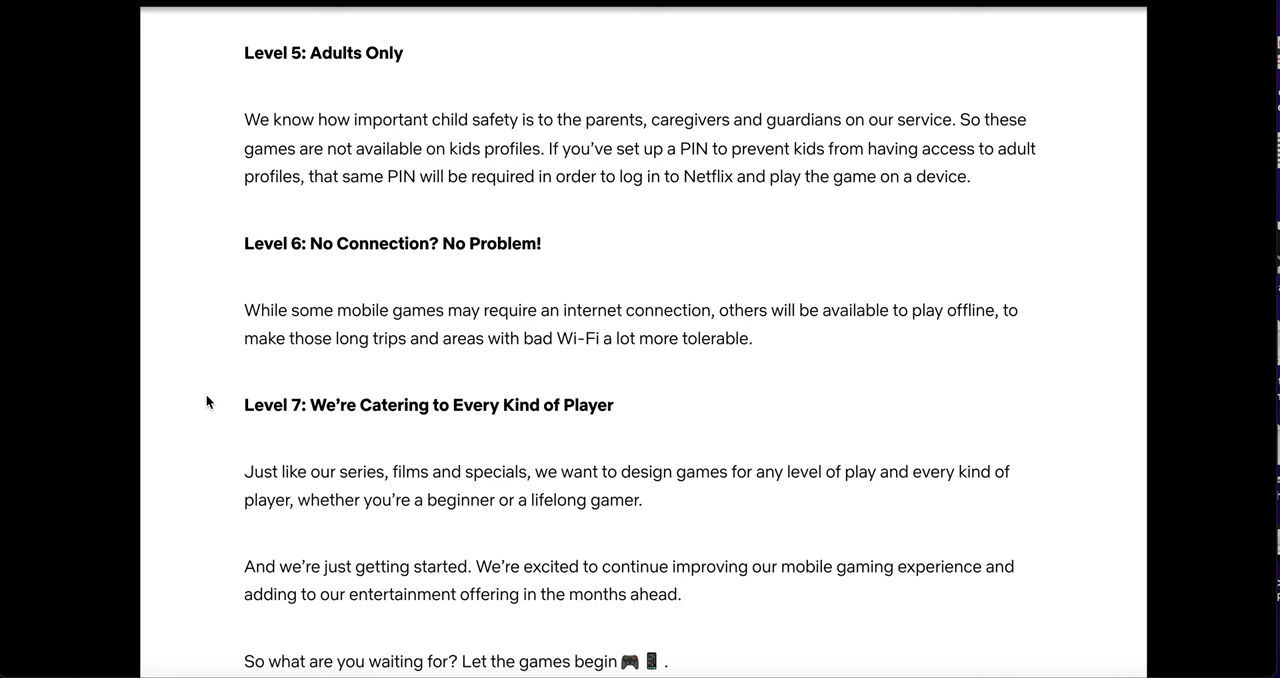 Level 5: Adults Only
We know how important child safety is to the parents, caregivers and guardians on our service. So these
games are not available on kids profiles. If you’ve set up a PIN to prevent kids from having access to adult
profiles, that same PIN will be required in order to log in to Netflix and play the game on a device.
Level 6: No Connection? No Problem!
While some mobile games may require an internet connection, others will be available to play offline, to
make those long trips and areas with bad Wi-Fi a lot more tolerable.
Level 7: We’re Catering to Every Kind of Player
Just like our series, films and specials, we want to design games for any level of play and every kind of
player, whether you’re a beginner or a lifelong gamer.
And we’re just getting started. We’re excited to continue improving our mobile gaming experience and
adding to our entertainment offering in the months ahead.
So what are you waiting for? Let the games begin 🎮 📱 .